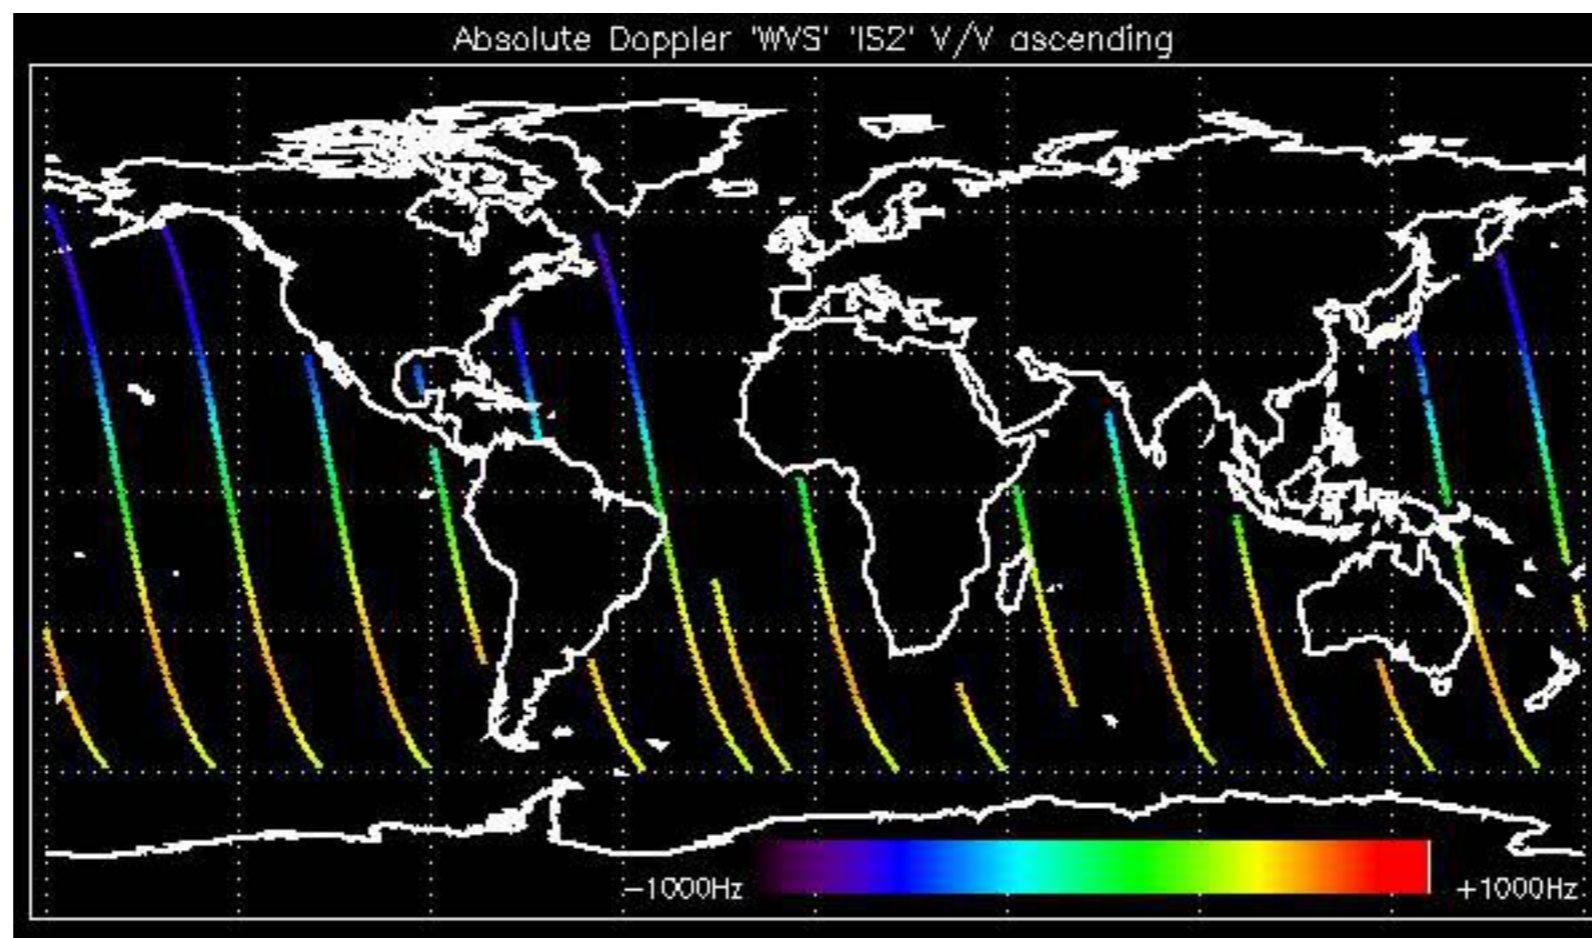 Absolute Doppler 'WVS' 'IS2' V/V ascending
−1000Hz
+1000Hz